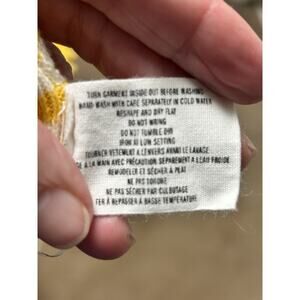 TURN GARMENT INSIDE OUT BEFORE WASHING
HAND WASH WITH CARE SEPARATELY IN COLD WATER
RESHAPE AND DRY FLAT
DO NOT WRING
DO NOT TUMBLE DRY
IRON AT LOW SETTING
TOURNER VETEMENT A L'ENVERS AVANT LE LAVAGE
À LA MAIN AVEC PRÉCAUTION SEPAREMENT A L'EAU FROIDE
REMODELER ET SÉCHER À PLAT
NE PAS TORDRE
NE PAS SÉCHER PAR CULBUTAGE
FER À REPASSER À BASSE TEMPÉRATURE